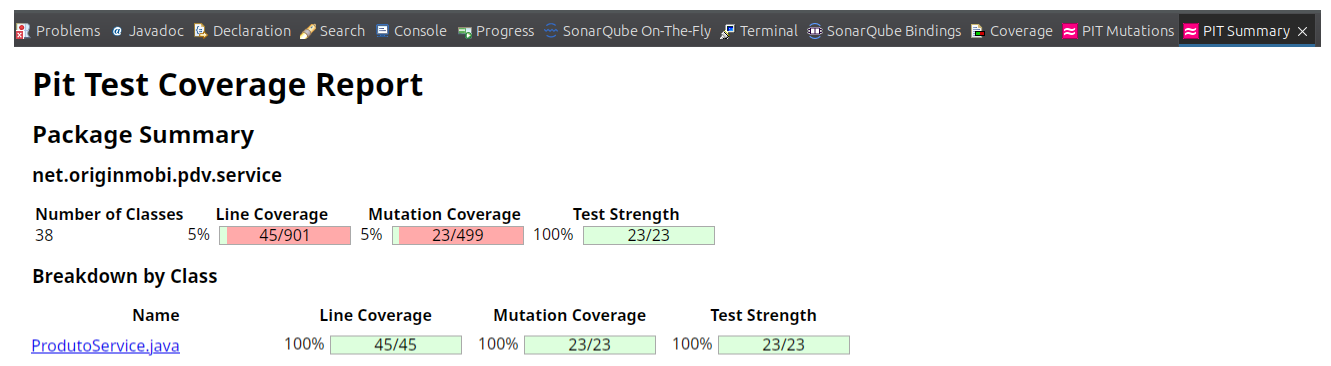 Problems Javadoc Declaration Search Console Progress SonarQube On-The-Fly Terminal SonarQube Bindings Coverage PIT Mutations PIT Summary
Pit Test Coverage Report
Package Summary
net.originmobi.pdv.service
Number of Classes Line Coverage Mutation Coverage Test Strength
38 5% 45/901 5% 23/499 100% 23/23
Breakdown by Class
Name Line Coverage Mutation Coverage Test Strength
ProdutoService.java 100% 45/45 100% 23/23 100% 23/23